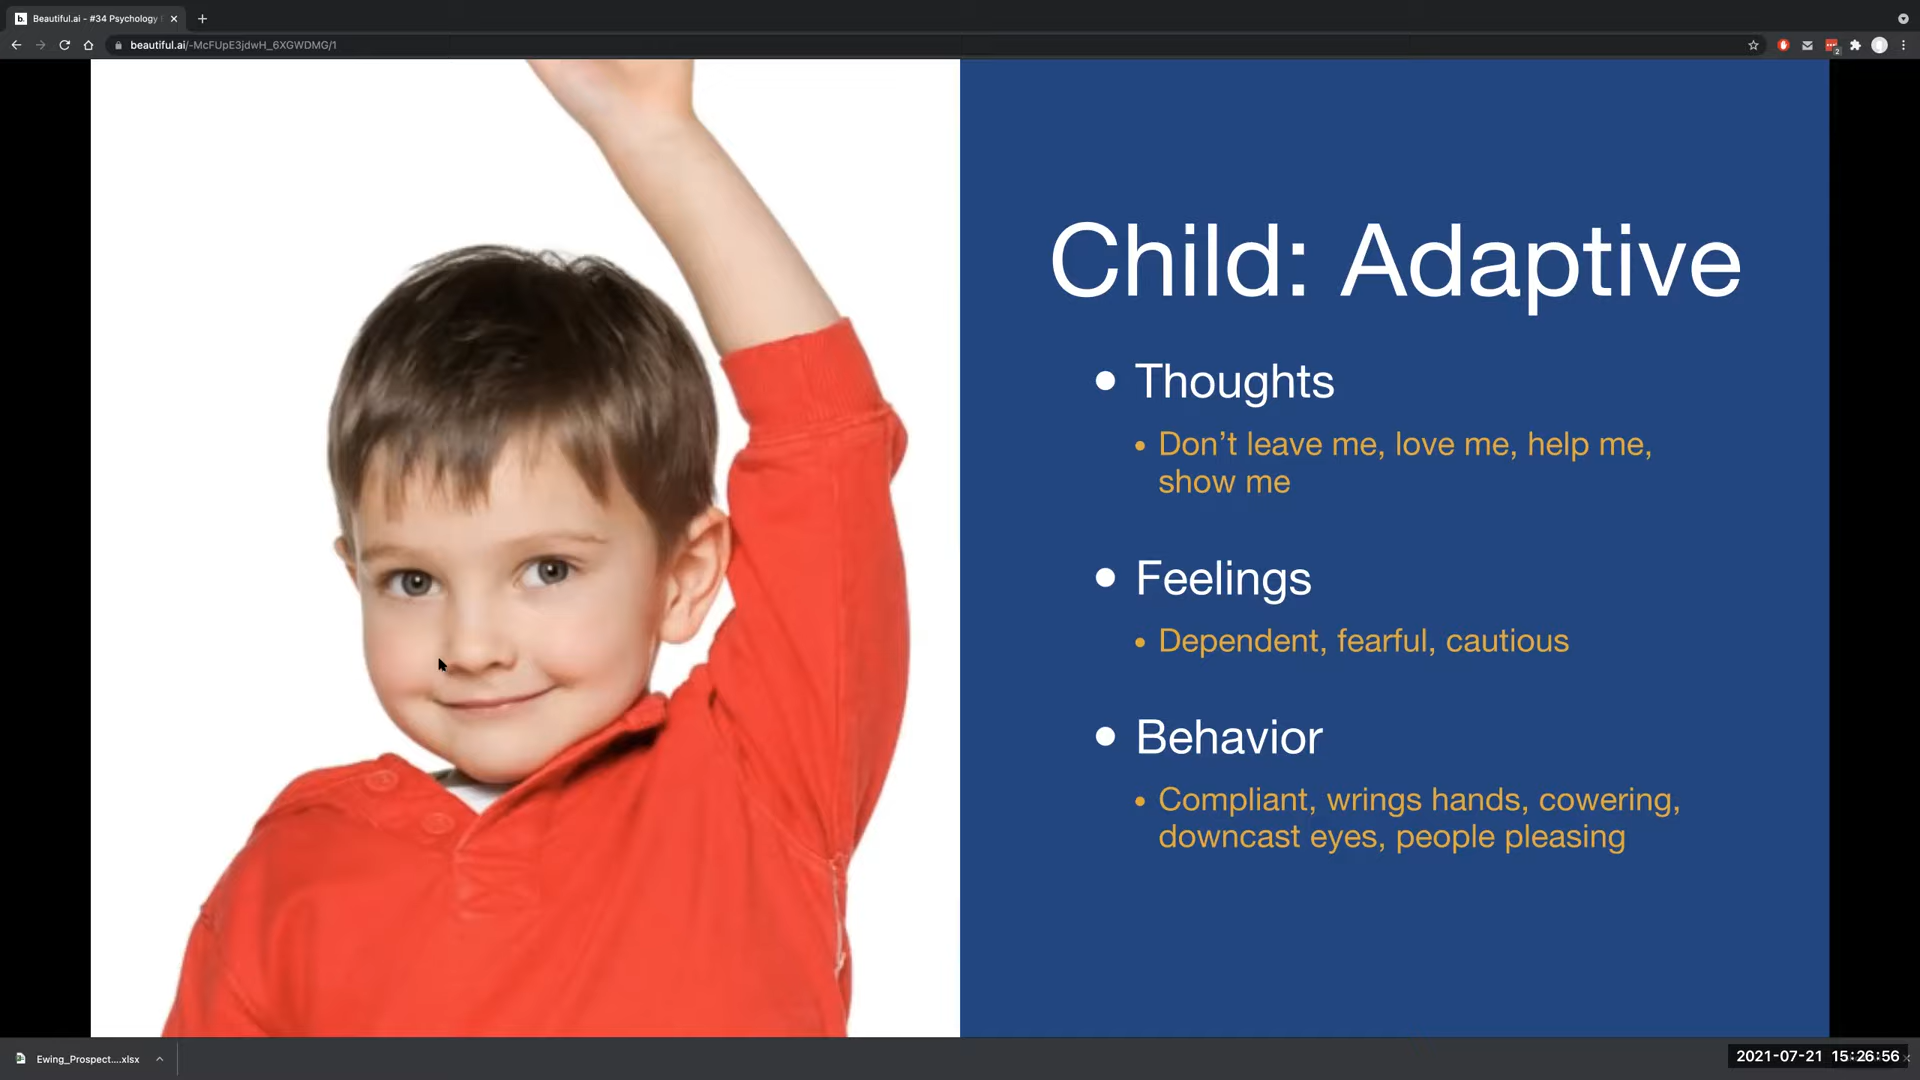 b. Beautiful.ai - #34 Psychology
beautiful.ai/-McFUpE3jdwH_6XGWDMG/1
2
Child: Adaptive
• Thoughts
• Don’t leave me, love me, help me,
show me
• Feelings
• Dependent, fearful, cautious
• Behavior
• Compliant, wrings hands, cowering,
downcast eyes, people pleasing
Ewing_Prospect....xlsx
2021-07-21 15:26:56